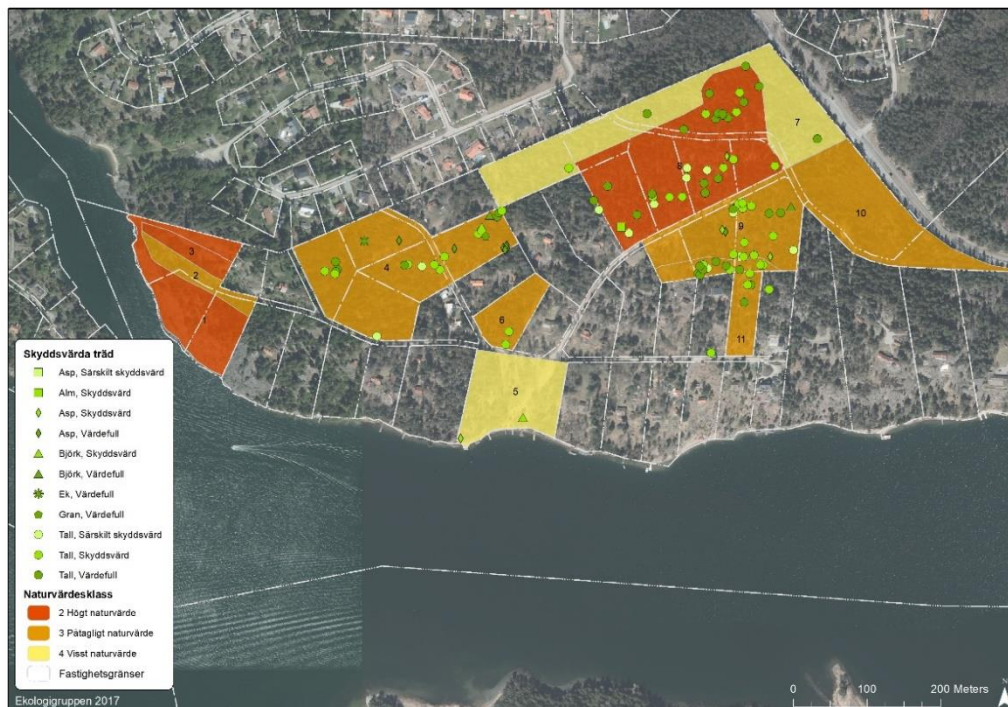 7
8
10
9
3
4
2
6
1
11
5
Skyddsvärda träd
Asp, Särskilt skyddsvärd
Alm, Skyddsvärd
Asp, Skyddsvärd
Asp, Värdefull
Björk, Skyddsvärd
Björk, Värdefull
Ek, Värdefull
Gran, Värdefull
Tall, Särskilt skyddsvärd
Tall, Skyddsvärd
Tall, Värdefull
Naturvärdesklass
2 Högt naturvärde
3 Påtagligt naturvärde
4 Visst naturvärde
Fastighetsgränser
Ekologigruppen 2017
0 100 200 Meters
N